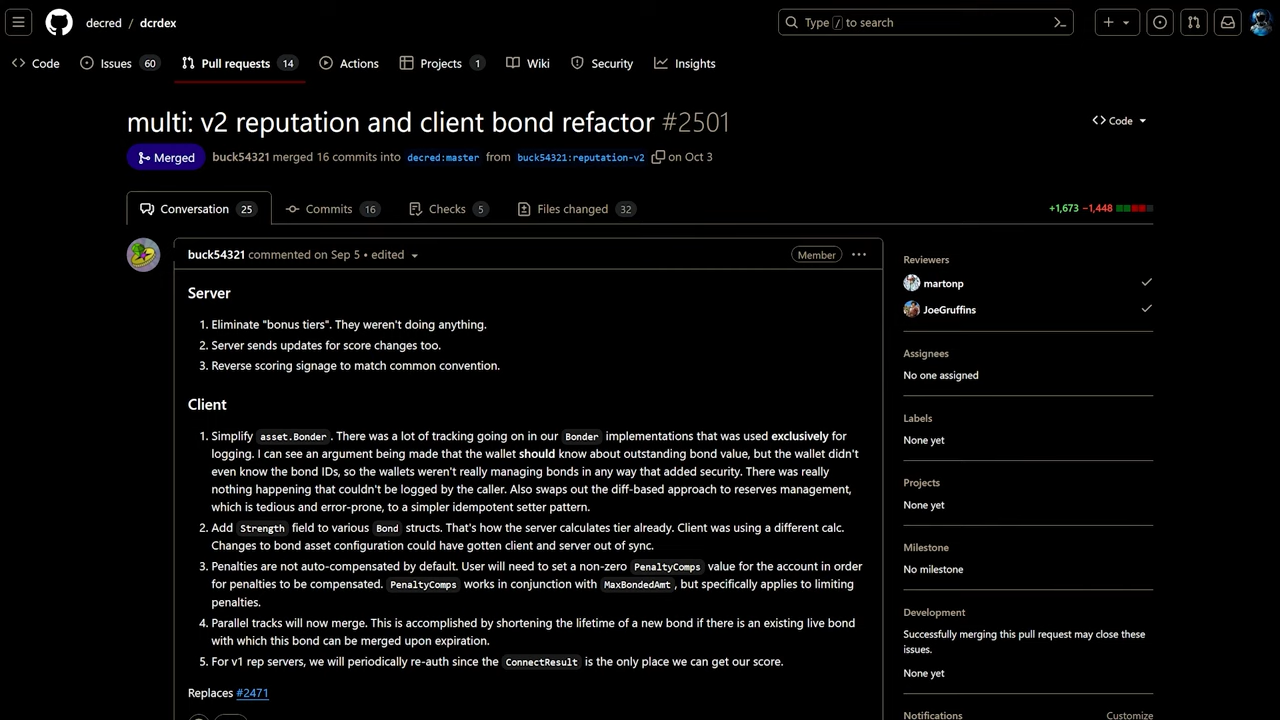 decred / dcrdex
Type / to search
Code
Issues 60
Pull requests 14
Actions
Projects 1
Wiki
Security
Insights
multi: v2 reputation and client bond refactor #2501
<> Code
Merged
buck54321 merged 16 commits into decred:master from buck54321:reputation-v2 on Oct 3
Conversation 25
Commits 16
Checks 5
Files changed 32
+1,673 −1,448
buck54321 commented on Sep 5 • edited
Member
Server
1. Eliminate "bonus tiers". They weren't doing anything.
2. Server sends updates for score changes too.
3. Reverse scoring signage to match common convention.
Client
1. Simplify asset.Bonder. There was a lot of tracking going on in our Bonder implementations that was used exclusively for
logging. I can see an argument being made that the wallet should know about outstanding bond value, but the wallet didn't
even know the bond IDs, so the wallets weren't really managing bonds in any way that added security. There was really
nothing happening that couldn't be logged by the caller. Also swaps out the diff-based approach to reserves management,
which is tedious and error-prone, to a simpler idempotent setter pattern.
2. Add Strength field to various Bond structs. That's how the server calculates tier already. Client was using a different calc.
Changes to bond asset configuration could have gotten client and server out of sync.
3. Penalties are not auto-compensated by default. User will need to set a non-zero PenaltyComps value for the account in order
for penalties to be compensated. PenaltyComps works in conjunction with MaxBondedAmt, but specifically applies to limiting
penalties.
4. Parallel tracks will now merge. This is accomplished by shortening the lifetime of a new bond if there is an existing live bond
with which this bond can be merged upon expiration.
5. For v1 rep servers, we will periodically re-auth since the ConnectResult is the only place we can get our score.
Replaces #2471
Reviewers
martonp
JoeGruffins
Assignees
No one assigned
Labels
None yet
Projects
None yet
Milestone
No milestone
Development
Successfully merging this pull request may close these
issues.
None yet
Notifications
Customize